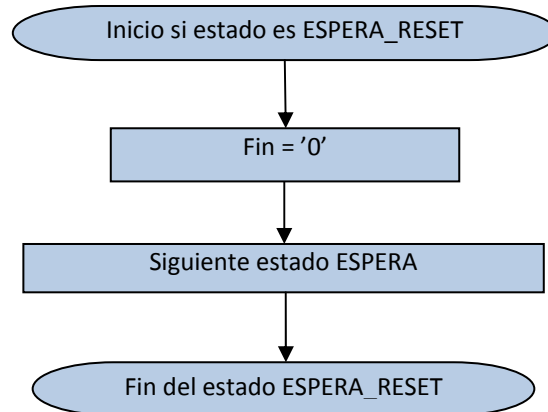 Inicio si estado es ESPERA_RESET
Fin = ’0’
Siguiente estado ESPERA
Fin del estado ESPERA_RESET